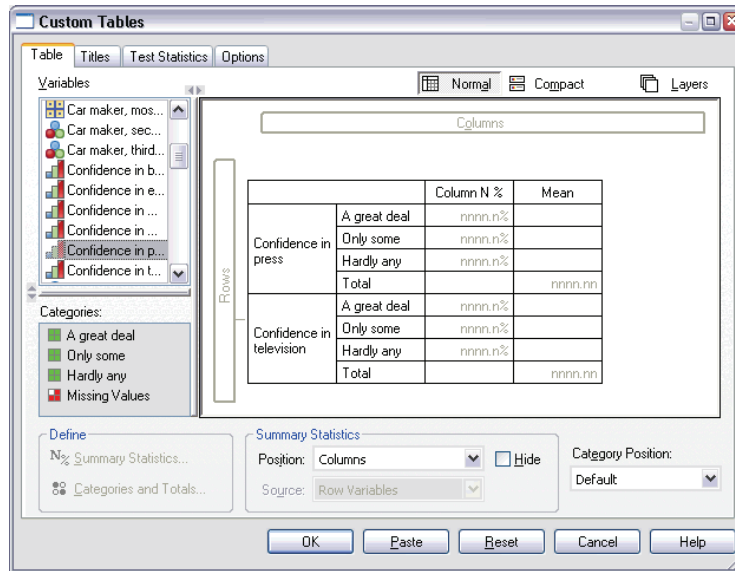 Custom Tables
Table Titles Test Statistics Options
Variables
Normal Compact Layers
Car maker, mos...
Car maker, sec...
Car maker, third...
Confidence in b...
Confidence in e...
Confidence in ...
Confidence in ...
Confidence in p...
Confidence in t...
Categories:
A great deal
Only some
Hardly any
Missing Values
Columns
Rows
Column N % Mean
Confidence in press
A great deal nnnn.n%
Only some nnnn.n%
Hardly any nnnn.n%
Total nnnn.nn
Confidence in television
A great deal nnnn.n%
Only some nnnn.n%
Hardly any nnnn.n%
Total nnnn.nn
Define
N% Summary Statistics...
Categories and Totals...
Summary Statistics
Position: Columns Hide
Source: Row Variables
Category Position:
Default
OK Paste Reset Cancel Help